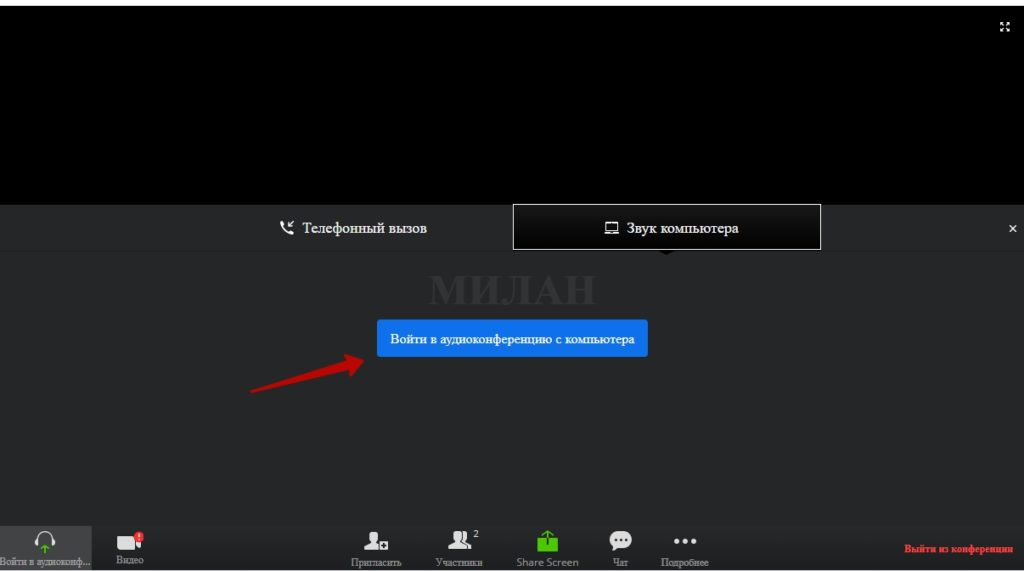 Телефонный вызов
Звук компьютера
МИЛАН
Войти в аудиоконференцию с компьютера
Войти в аудиоконф...
Видео
Пригласить
2
Участники
Share Screen
Чат
Подробнее
Выйти из конференции